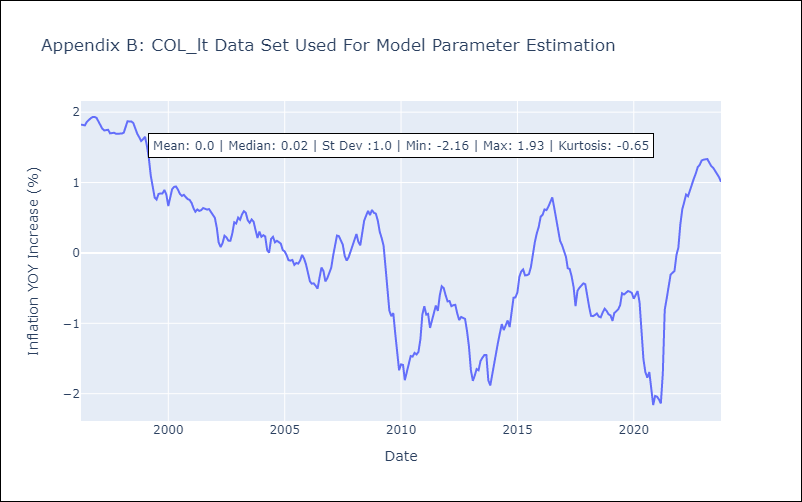 Appendix B: COL_lt Data Set Used For Model Parameter Estimation
2
Mean: 0.0 | Median: 0.02 | St Dev :1.0 | Min: -2.16 | Max: 1.93 | Kurtosis: -0.65
1
0
−1
−2
Inflation YOY Increase (%)
2000
2005
2010
2015
2020
Date